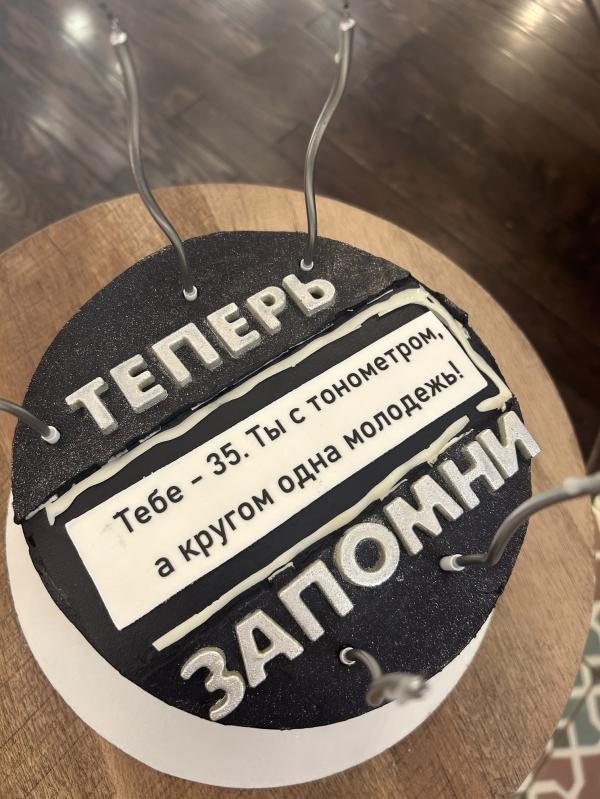 ТЕПЕРЬ
Тебе - 35. Ты с тонометром,
а кругом одна молодежь!
ЗАПОМНИ